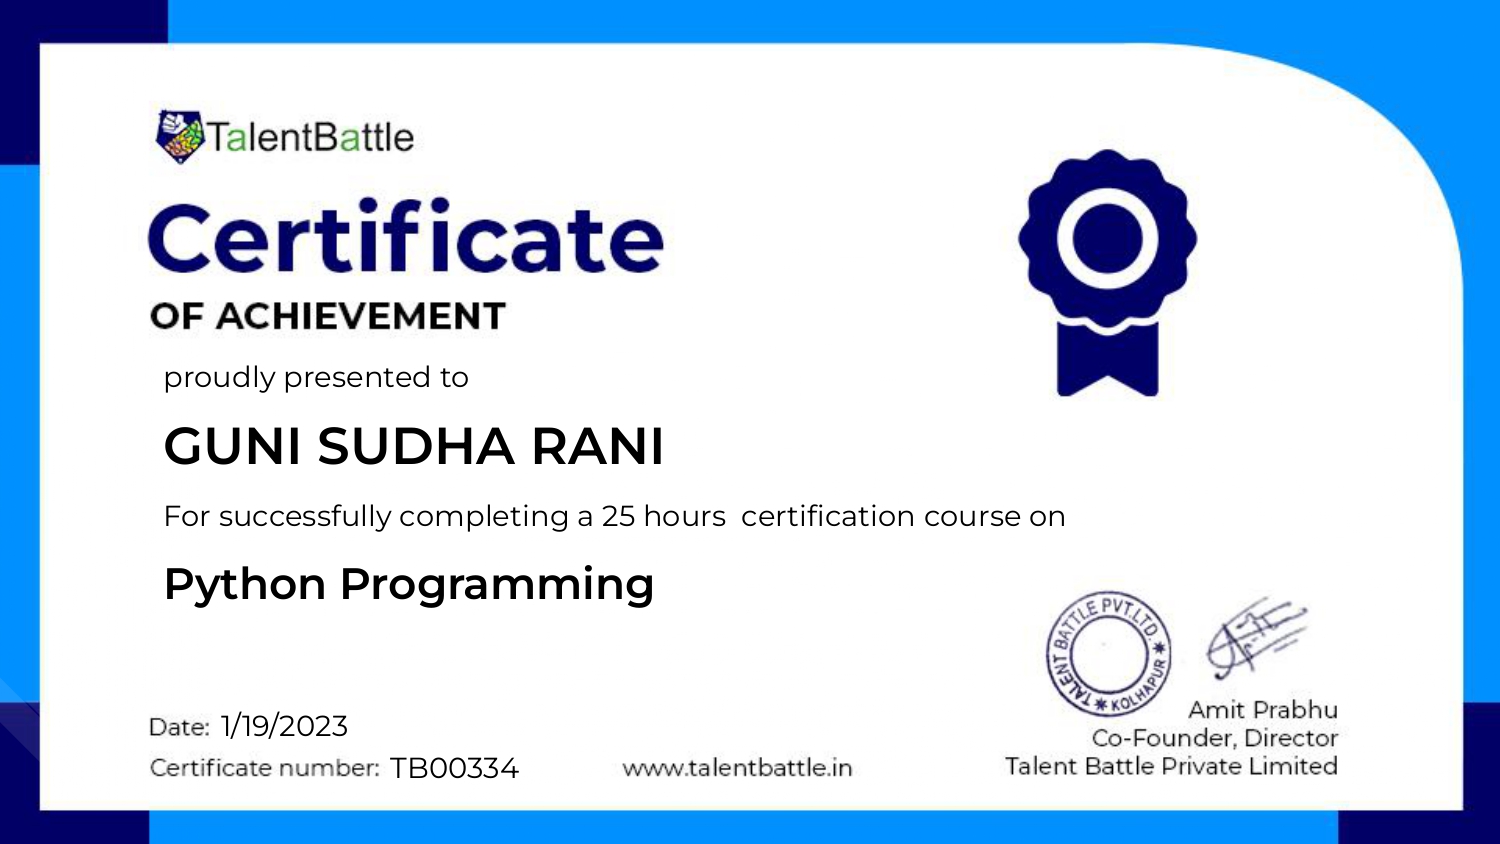 TalentBattle
Certificate
OF ACHIEVEMENT
proudly presented to
GUNI SUDHA RANI
For successfully completing a 25 hours certification course on
Python Programming
TALENT BATTLE PVT.LTD. * KOLHAPUR *
Amit Prabhu
Co-Founder, Director
Talent Battle Private Limited
Date: 1/19/2023
Certificate number: TB00334
www.talentbattle.in